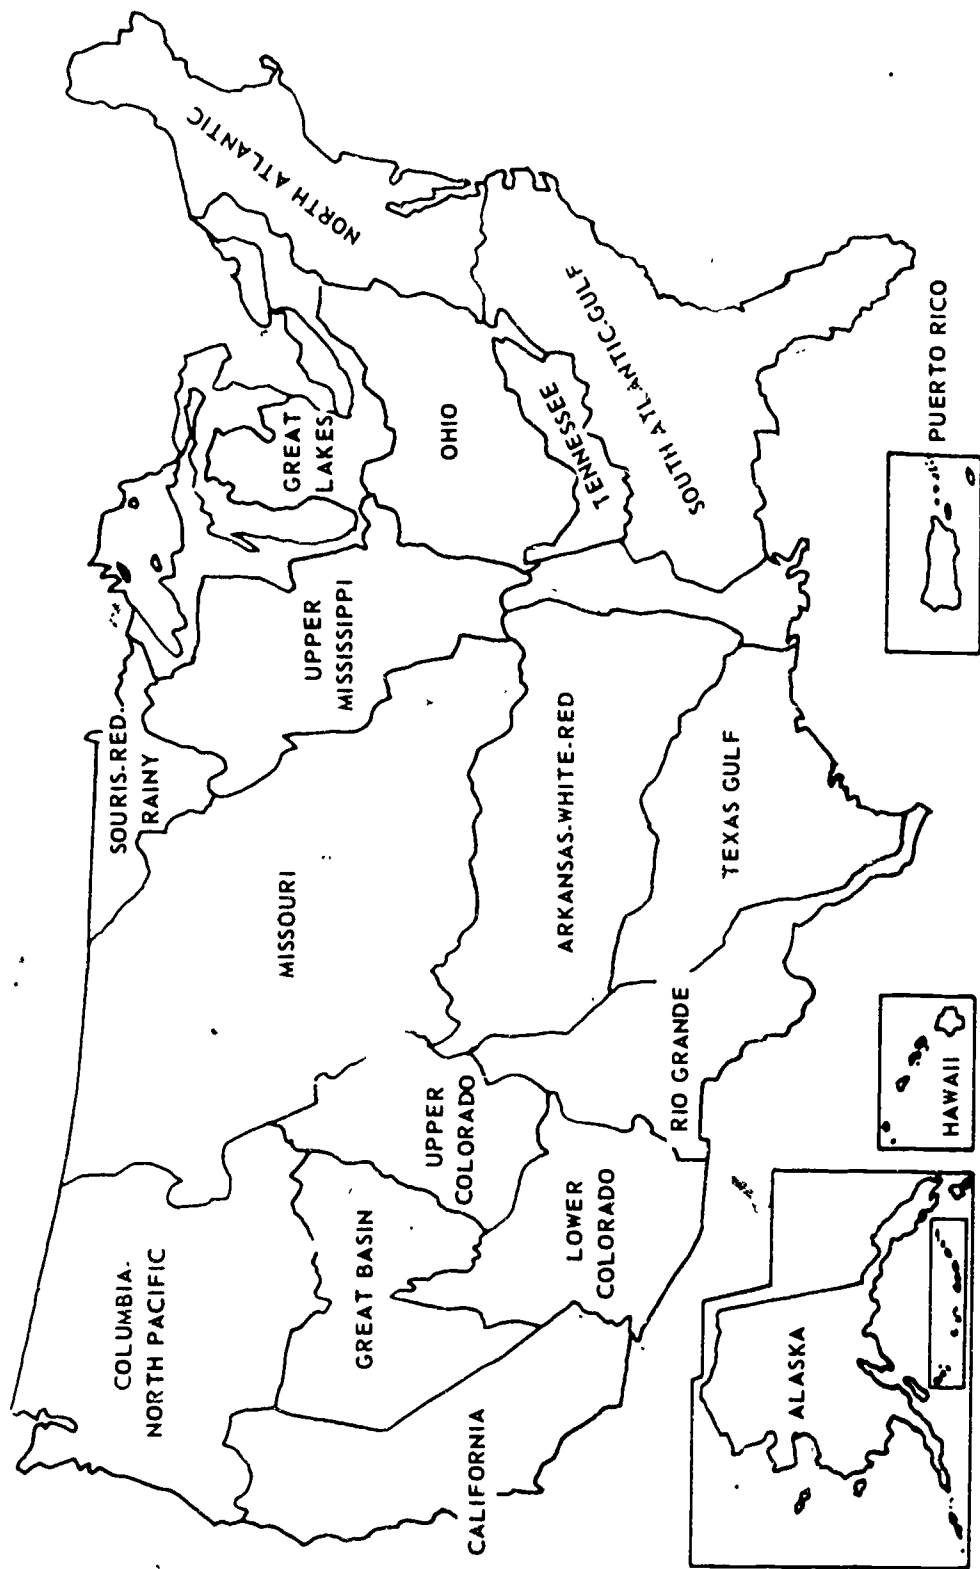 COLUMBIA-
NORTH PACIFIC
MISSOURI
SOURIS-RED-
RAINY
UPPER
MISSISSIPPI
GREAT
LAKES
NORTH ATLANTIC
CALIFORNIA
GREAT BASIN
UPPER
COLORADO
LOWER
COLORADO
RIO GRANDE
ARKANSAS-WHITE-RED
TEXAS GULF
OHIO
TENNESSEE
SOUTH ATLANTIC-GULF
ALASKA
HAWAII
PUERTO RICO